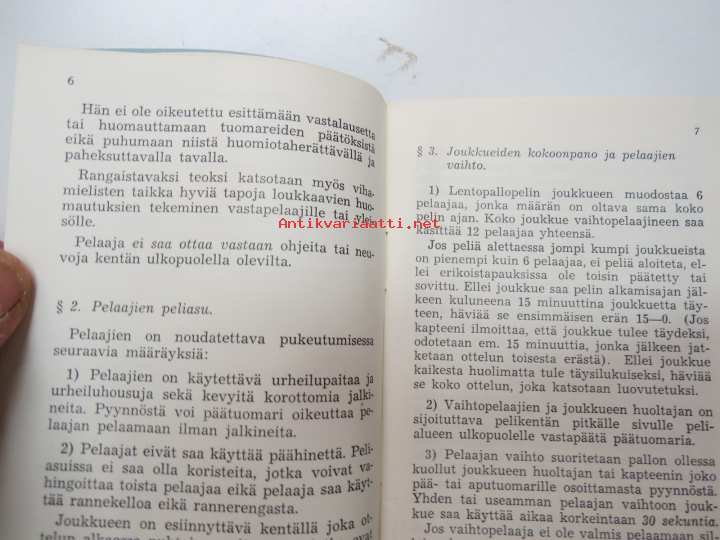 6
Hän ei ole oikeutettu esittämään vastalausetta
tai huomauttamaan tuomareiden päätöksistä
eikä puhumaan niistä huomiotaherättävällä ja
paheksuttavalla tavalla.
Rangaistavaksi teoksi katsotaan myös viha-
mielisten taikka hyviä tapoja loukkaavien huo-
mautuksien tekeminen vastapelaajille tai ylei-
sölle.
Pelaaja ei saa ottaa vastaan ohjeita tai neu-
voja kentän ulkopuolella olevilta.
§ 2. Pelaajien peliasu.
Pelaajien on noudatettava pukeutumisessa
seuraavia määräyksiä:
1) Pelaajien on käytettävä urheilupaitaa ja
urheiluhousuja sekä kevyitä korottomia jalki-
neita. Pyynnöstä voi päätuomari oikeuttaa pe-
laajan pelaamaan ilman jalkineita.
2) Pelaajat eivät saa käyttää päähinettä. Peli-
asuissa ei saa olla koristeita, jotka voivat va-
hingoittaa toista pelaajaa eikä pelaaja saa käyt-
tää rannekelloa eikä rannerengasta.
Joukkueen on esiinnyttävä kentällä joka ot-
7
§ 3. Joukkueiden kokoonpano ja pelaajien
vaihto.
1) Lentopallopelin joukkueen muodostaa 6
pelaajaa, jonka määrän on oltava sama koko
pelin ajan. Koko joukkue vaihtopelaajineen saa
käsittää 12 pelaajaa yhteensä.
Jos peliä alettaessa jompi kumpi joukkueista
on pienempi kuin 6 pelaajaa, ei peliä aloiteta, el-
lei erikoistapauksissa ole toisin päätetty tai
sovittu. Ellei joukkue saa pelin alkamisajan jäl-
keen kuluneena 15 minuuttina joukkuetta täy-
teen, häviää se ensimmäisen erän 15—0. (Jos
kapteeni ilmoittaa, että joukkue tulee täydeksi,
odotetaan em. 15 minuuttia, jonka jälkeen jat-
ketaan ottelun toisesta erästä). Ellei joukkue
kaikesta huolimatta tule täysilukuiseksi, häviää
se koko ottelun, joka katsotaan luovutetuksi.
2) Vaihtopelaajien ja joukkueen huoltajan on
sijoituttava pelikentän pitkälle sivulle peli-
alueen ulkopuolelle vastapäätä päätuomaria.
3) Pelaajan vaihto suoritetaan pallon ollessa
kuollut joukkueen huoltajan tai kapteenin joko
pää- tai aputuomarille osoittamasta pyynnöstä.
Yhden tai useamman pelaajan vaihtoon jouk-
kue saa käyttää aikaa korkeintaan 30 sekuntia.
Jos vaihtopelaaja ei ole valmis pelaamaan sil-
Antikvariaatti.net